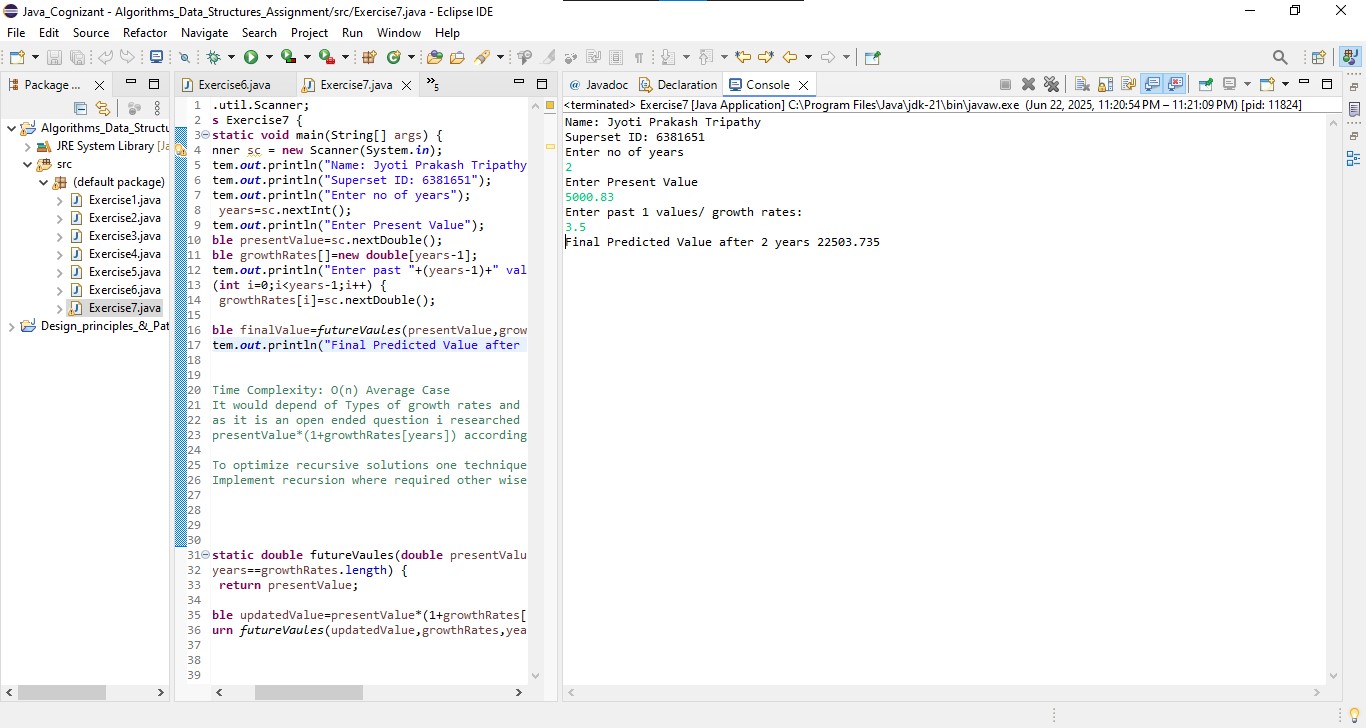 Java_Cognizant - Algorithms_Data_Structures_Assignment/src/Exercise7.java - Eclipse IDE
File Edit Source Refactor Navigate Search Project Run Window Help
Package ...
Algorithms_Data_Structu
JRE System Library [Ja
src
(default package)
Exercise1.java
Exercise2.java
Exercise3.java
Exercise4.java
Exercise5.java
Exercise6.java
Exercise7.java
Design_principles_&_Pat
Exercise6.java Exercise7.java »5
1 .util.Scanner;
2 s Exercise7 {
3 static void main(String[] args) {
4 nner sc = new Scanner(System.in);
5 tem.out.println("Name: Jyoti Prakash Tripathy
6 tem.out.println("Superset ID: 6381651");
7 tem.out.println("Enter no of years");
8 years=sc.nextInt();
9 tem.out.println("Enter Present Value");
10 ble presentValue=sc.nextDouble();
11 ble growthRates[]=new double[years-1];
12 tem.out.println("Enter past "+(years-1)+" val
13 (int i=0;i<years-1;i++) {
14 growthRates[i]=sc.nextDouble();
15
16 ble finalValue=futureVaules(presentValue,grow
17 tem.out.println("Final Predicted Value after
18
19
20 Time Complexity: O(n) Average Case
21 It would depend of Types of growth rates and
22 as it is an open ended question i researched
23 presentValue*(1+growthRates[years]) according
24
25 To optimize recursive solutions one technique
26 Implement recursion where required other wise
27
28
29
30
31 static double futureVaules(double presentValu
32 years==growthRates.length) {
33 return presentValue;
34
35 ble updatedValue=presentValue*(1+growthRates[
36 urn futureVaules(updatedValue,growthRates,yea
37
38
39
@ Javadoc Declaration Console
<terminated> Exercise7 [Java Application] C:\Program Files\Java\jdk-21\bin\javaw.exe (Jun 22, 2025, 11:20:54 PM – 11:21:09 PM) [pid: 11824]
Name: Jyoti Prakash Tripathy
Superset ID: 6381651
Enter no of years
2
Enter Present Value
5000.83
Enter past 1 values/ growth rates:
3.5
Final Predicted Value after 2 years 22503.735